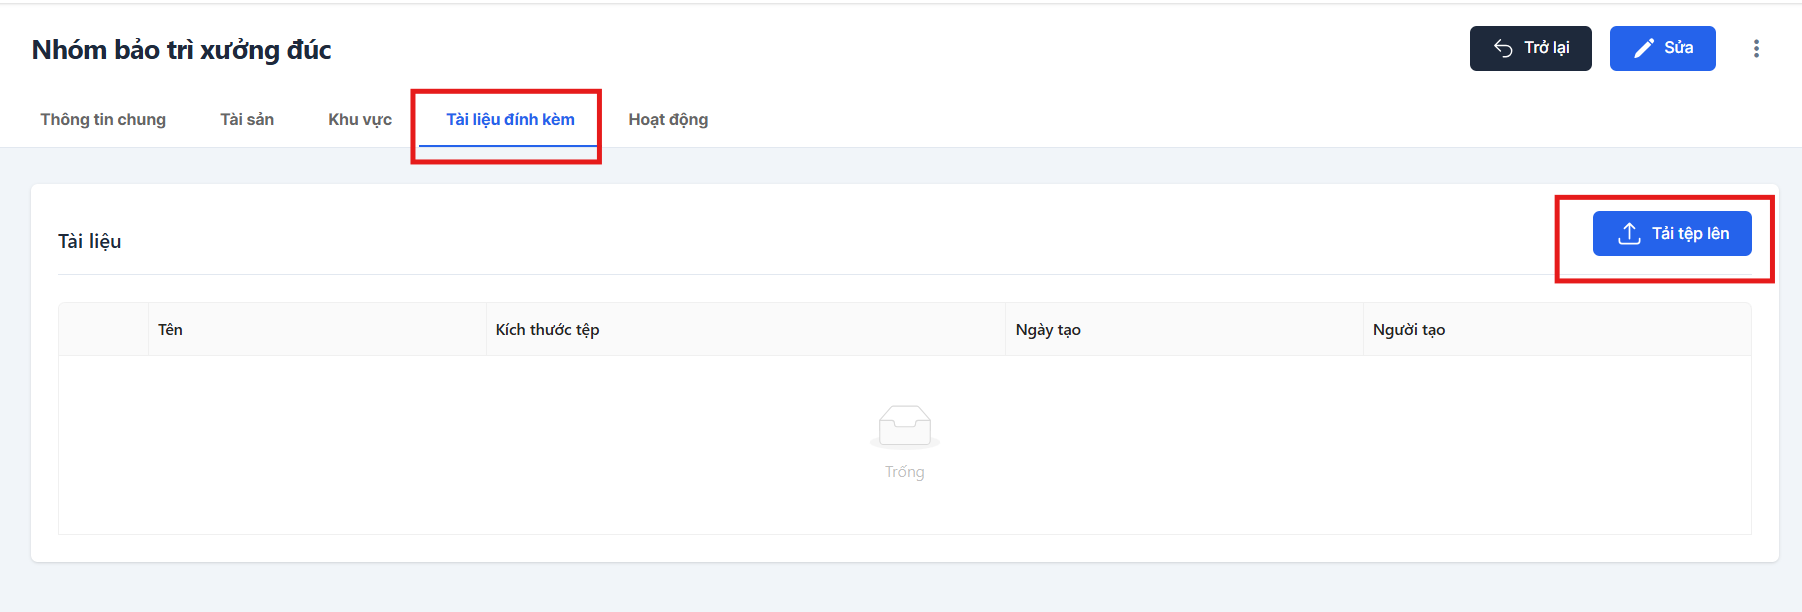 Nhóm bảo trì xưởng đúc
Trở lại
Sửa
Thông tin chung
Tài sản
Khu vực
Tài liệu đính kèm
Hoạt động
Tài liệu
Tải tệp lên
Tên
Kích thước tệp
Ngày tạo
Người tạo
Trống